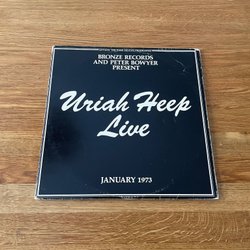 BRONZE RECORDS
AND PETER BOWYER
PRESENT
Uriah Heep
Live
JANUARY 1973